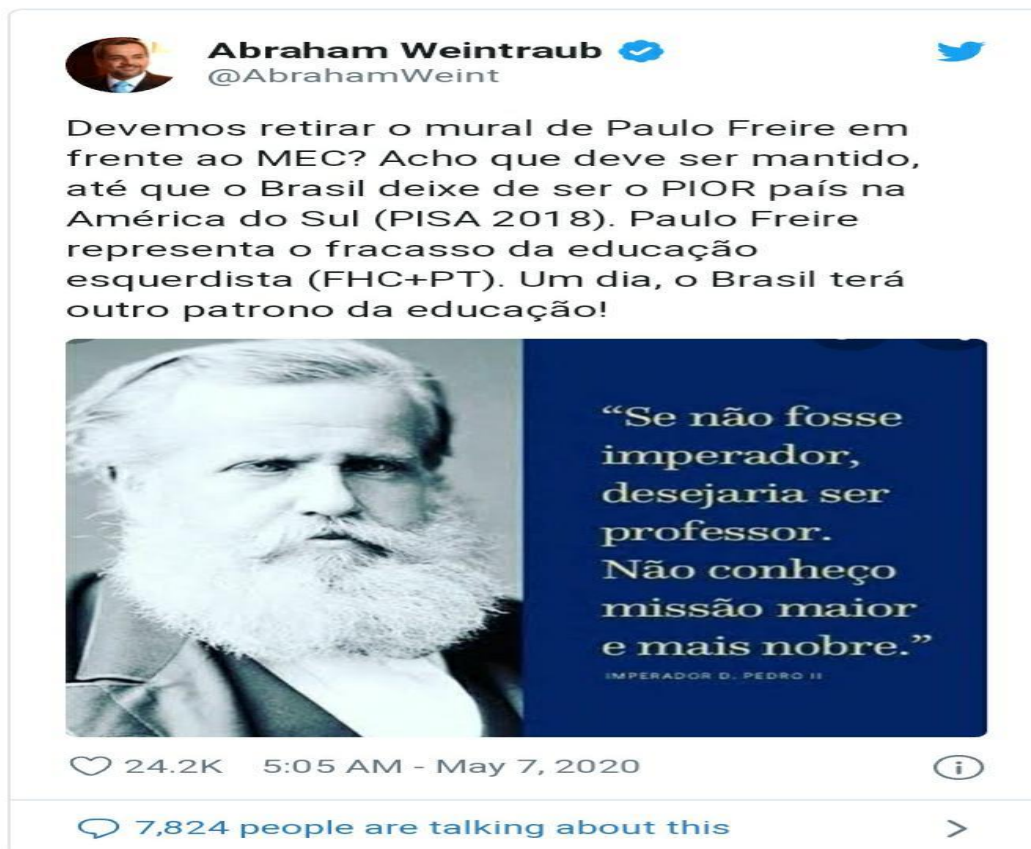 Abraham Weintraub
@AbrahamWeint
Devemos retirar o mural de Paulo Freire em
frente ao MEC? Acho que deve ser mantido,
até que o Brasil deixe de ser o PIOR país na
América do Sul (PISA 2018). Paulo Freire
representa o fracasso da educação
esquerdista (FHC+PT). Um dia, o Brasil terá
outro patrono da educação!
“Se não fosse
imperador,
desejaria ser
professor.
Não conheço
missão maior
e mais nobre.”
IMPERADOR D. PEDRO II
24.2K 5:05 AM - May 7, 2020
7,824 people are talking about this